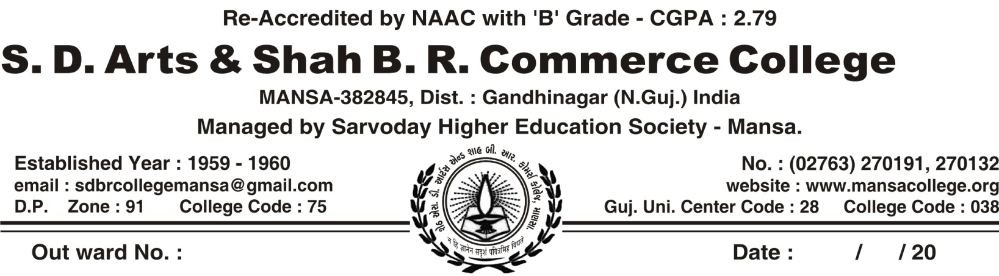 Re-Accredited by NAAC with 'B' Grade - CGPA : 2.79
S. D. Arts & Shah B. R. Commerce College
MANSA-382845, Dist. : Gandhinagar (N.Guj.) India
Managed by Sarvoday Higher Education Society - Mansa.
Established Year : 1959 - 1960
email : sdbrcollegemansa@gmail.com
D.P. Zone : 91 College Code : 75
શેઠ એસ. ડી. આર્ટસ એન્ડ શાહ બી. આર. કોમર્સ કોલેજ, માણસા.
न हि ज्ञानेन सदृशं पवित्रमिह विद्यते
No. : (02763) 270191, 270132
website : www.mansacollege.org
Guj. Uni. Center Code : 28 College Code : 038
Out ward No. :
Date : / / 20